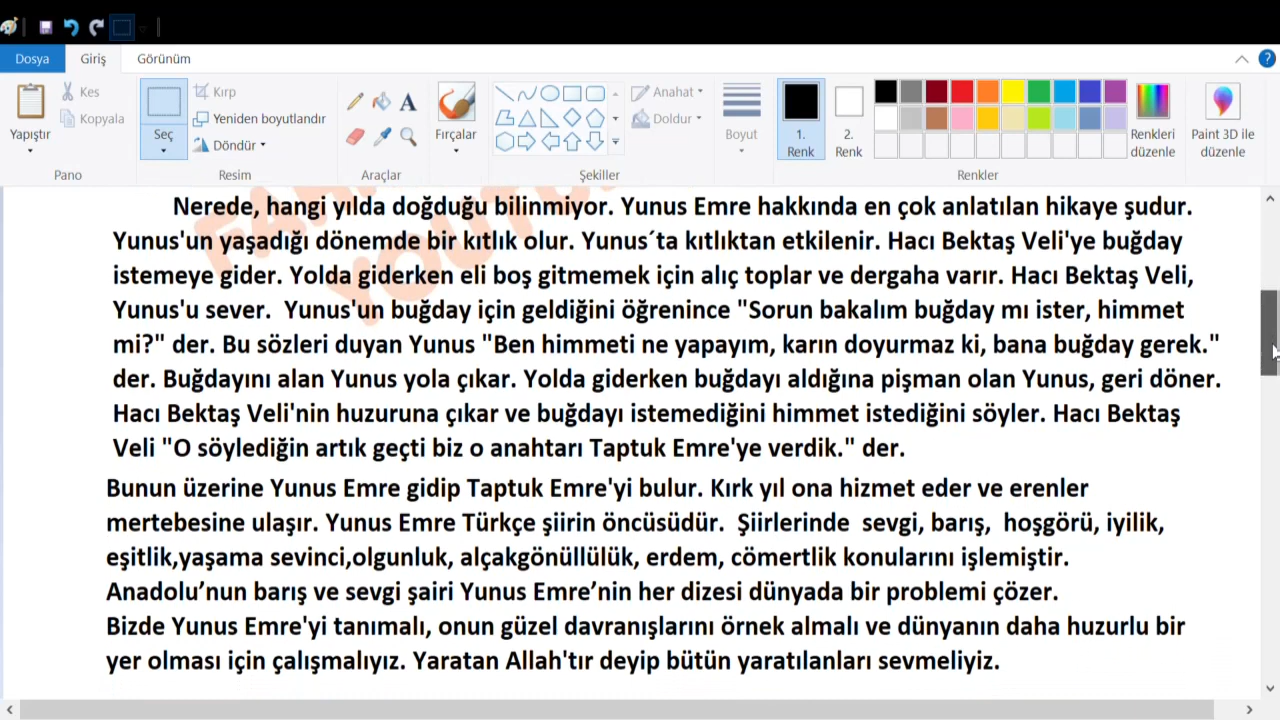 Dosya Giriş Görünüm
Yapıştır
Kes
Kopyala
Pano
Seç
Kırp
Yeniden boyutlandır
Döndür
Resim
A
Araçlar
Fırçalar
Anahat
Doldur
Şekiller
Boyut
1. Renk
2. Renk
Renkleri düzenle
Renkler
Paint 3D ile düzenle
Nerede, hangi yılda doğduğu bilinmiyor. Yunus Emre hakkında en çok anlatılan hikaye şudur.
Yunus'un yaşadığı dönemde bir kıtlık olur. Yunus´ta kıtlıktan etkilenir. Hacı Bektaş Veli'ye buğday
istemeye gider. Yolda giderken eli boş gitmemek için alıç toplar ve dergaha varır. Hacı Bektaş Veli,
Yunus'u sever. Yunus'un buğday için geldiğini öğrenince "Sorun bakalım buğday mı ister, himmet
mi?" der. Bu sözleri duyan Yunus "Ben himmeti ne yapayım, karın doyurmaz ki, bana buğday gerek."
der. Buğdayını alan Yunus yola çıkar. Yolda giderken buğdayı aldığına pişman olan Yunus, geri döner.
Hacı Bektaş Veli'nin huzuruna çıkar ve buğdayı istemediğini himmet istediğini söyler. Hacı Bektaş
Veli "O söylediğin artık geçti biz o anahtarı Taptuk Emre'ye verdik." der.
Bunun üzerine Yunus Emre gidip Taptuk Emre'yi bulur. Kırk yıl ona hizmet eder ve erenler
mertebesine ulaşır. Yunus Emre Türkçe şiirin öncüsüdür. Şiirlerinde sevgi, barış, hoşgörü, iyilik,
eşitlik,yaşama sevinci,olgunluk, alçakgönüllülük, erdem, cömertlik konularını işlemiştir.
Anadolu’nun barış ve sevgi şairi Yunus Emre’nin her dizesi dünyada bir problemi çözer.
Bizde Yunus Emre'yi tanımalı, onun güzel davranışlarını örnek almalı ve dünyanın daha huzurlu bir
yer olması için çalışmalıyız. Yaratan Allah'tır deyip bütün yaratılanları sevmeliyiz.